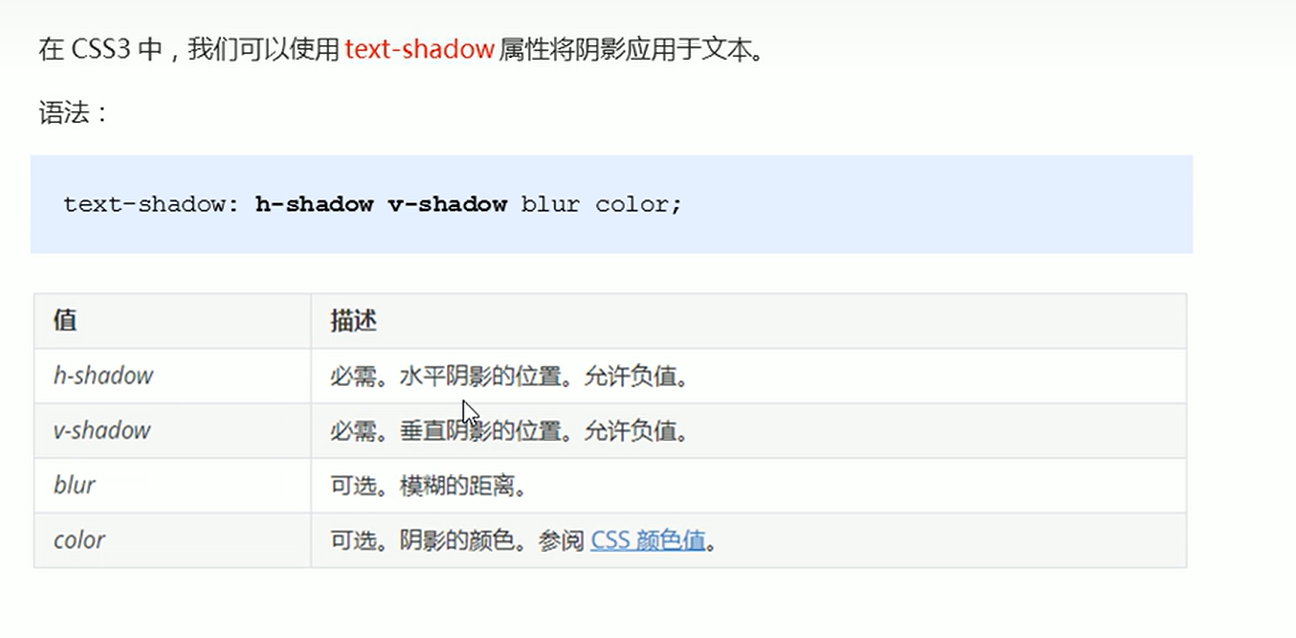 在 CSS3 中，我们可以使用 text-shadow 属性将阴影应用于文本。
语法：
text-shadow: h-shadow v-shadow blur color;
值 描述
h-shadow 必需。水平阴影的位置。允许负值。
v-shadow 必需。垂直阴影的位置。允许负值。
blur 可选。模糊的距离。
color 可选。阴影的颜色。参阅 CSS 颜色值。